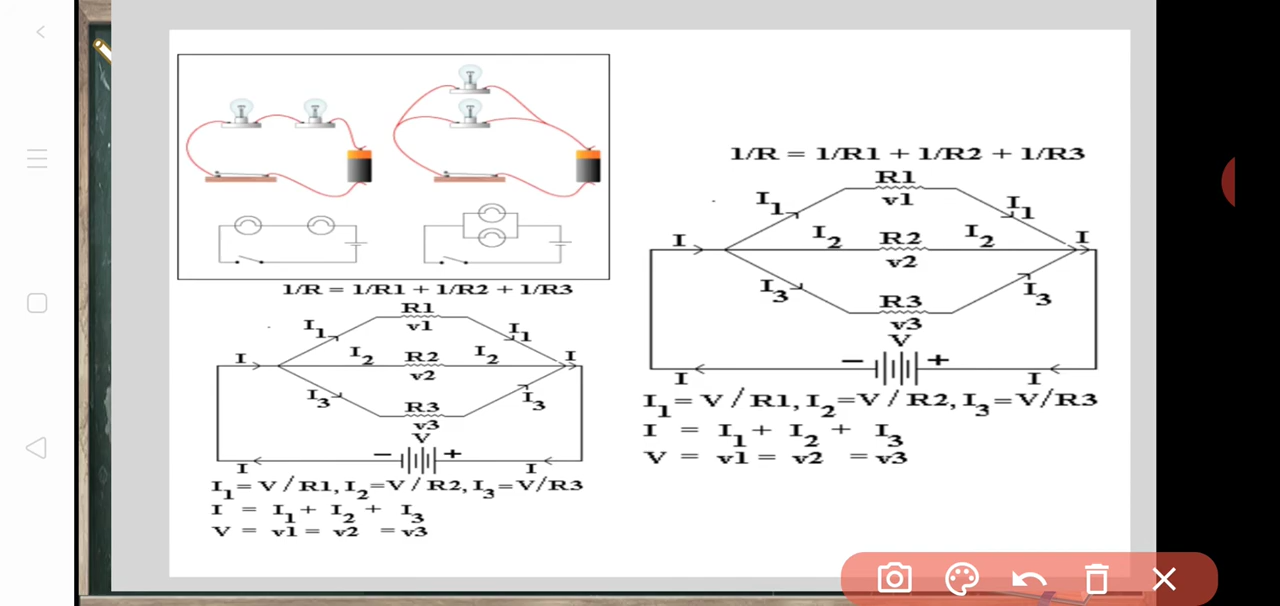 1/R = 1/R1 + 1/R2 + 1/R3
R1
I1 v1 I1
I I2 R2 I2 I
v2
I3 R3 I3
v3
V
− +
I I
I1= V / R1, I2=V / R2, I3=V/R3
I = I1 + I2 + I3
V = v1 = v2 = v3
1/R = 1/R1 + 1/R2 + 1/R3
R1
I1 v1 I1
I I2 R2 I2 I
v2
I3 R3 I3
v3
V
− +
I I
I1= V / R1, I2=V / R2, I3=V/R3
I = I1 + I2 + I3
V = v1 = v2 = v3